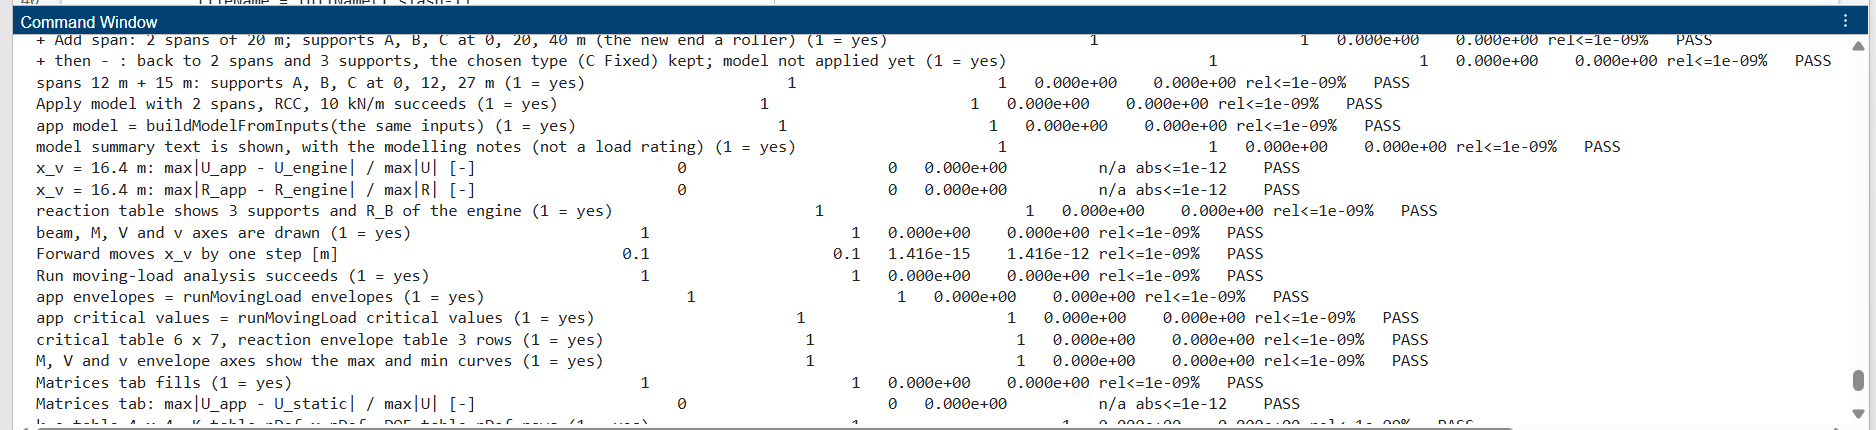 Command Window
+ Add span: 2 spans of 20 m; supports A, B, C at 0, 20, 40 m (the new end a roller) (1 = yes) 1 1 0.000e+00 0.000e+00 rel<=1e-09% PASS
+ then - : back to 2 spans and 3 supports, the chosen type (C Fixed) kept; model not applied yet (1 = yes) 1 1 0.000e+00 0.000e+00 rel<=1e-09% PASS
spans 12 m + 15 m: supports A, B, C at 0, 12, 27 m (1 = yes) 1 1 0.000e+00 0.000e+00 rel<=1e-09% PASS
Apply model with 2 spans, RCC, 10 kN/m succeeds (1 = yes) 1 1 0.000e+00 0.000e+00 rel<=1e-09% PASS
app model = buildModelFromInputs(the same inputs) (1 = yes) 1 1 0.000e+00 0.000e+00 rel<=1e-09% PASS
model summary text is shown, with the modelling notes (not a load rating) (1 = yes) 1 1 0.000e+00 0.000e+00 rel<=1e-09% PASS
x_v = 16.4 m: max|U_app - U_engine| / max|U| [-] 0 0 0.000e+00 n/a abs<=1e-12 PASS
x_v = 16.4 m: max|R_app - R_engine| / max|R| [-] 0 0 0.000e+00 n/a abs<=1e-12 PASS
reaction table shows 3 supports and R_B of the engine (1 = yes) 1 1 0.000e+00 0.000e+00 rel<=1e-09% PASS
beam, M, V and v axes are drawn (1 = yes) 1 1 0.000e+00 0.000e+00 rel<=1e-09% PASS
Forward moves x_v by one step [m] 0.1 0.1 1.416e-15 1.416e-12 rel<=1e-09% PASS
Run moving-load analysis succeeds (1 = yes) 1 1 0.000e+00 0.000e+00 rel<=1e-09% PASS
app envelopes = runMovingLoad envelopes (1 = yes) 1 1 0.000e+00 0.000e+00 rel<=1e-09% PASS
app critical values = runMovingLoad critical values (1 = yes) 1 1 0.000e+00 0.000e+00 rel<=1e-09% PASS
critical table 6 x 7, reaction envelope table 3 rows (1 = yes) 1 1 0.000e+00 0.000e+00 rel<=1e-09% PASS
M, V and v envelope axes show the max and min curves (1 = yes) 1 1 0.000e+00 0.000e+00 rel<=1e-09% PASS
Matrices tab fills (1 = yes) 1 1 0.000e+00 0.000e+00 rel<=1e-09% PASS
Matrices tab: max|U_app - U_static| / max|U| [-] 0 0 0.000e+00 n/a abs<=1e-12 PASS